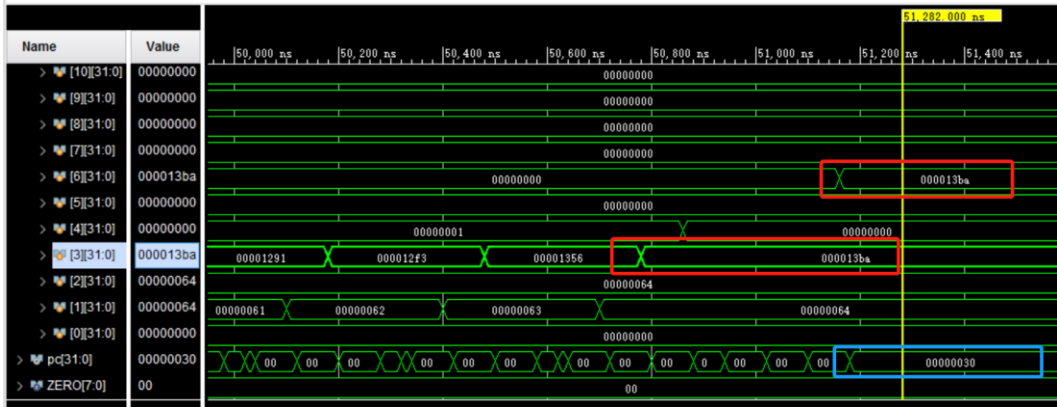 51,282.000 ns
Name Value
50,000 ns 50,200 ns 50,400 ns 50,600 ns 50,800 ns 51,000 ns 51,200 ns 51,400 ns
[10][31:0] 00000000 00000000
[9][31:0] 00000000 00000000
[8][31:0] 00000000 00000000
[7][31:0] 00000000 00000000
[6][31:0] 000013ba 00000000 000013ba
[5][31:0] 00000000 00000000
[4][31:0] 00000000 00000001 00000000
[3][31:0] 000013ba 00001291 000012f3 00001356 000013ba
[2][31:0] 00000064 00000064
[1][31:0] 00000064 00000061 00000062 00000063 00000064
[0][31:0] 00000000 00000000
pc[31:0] 00000030 00 00 00 00 00 00 00 00 00 0 00 00 00 00000030
ZERO[7:0] 00 00